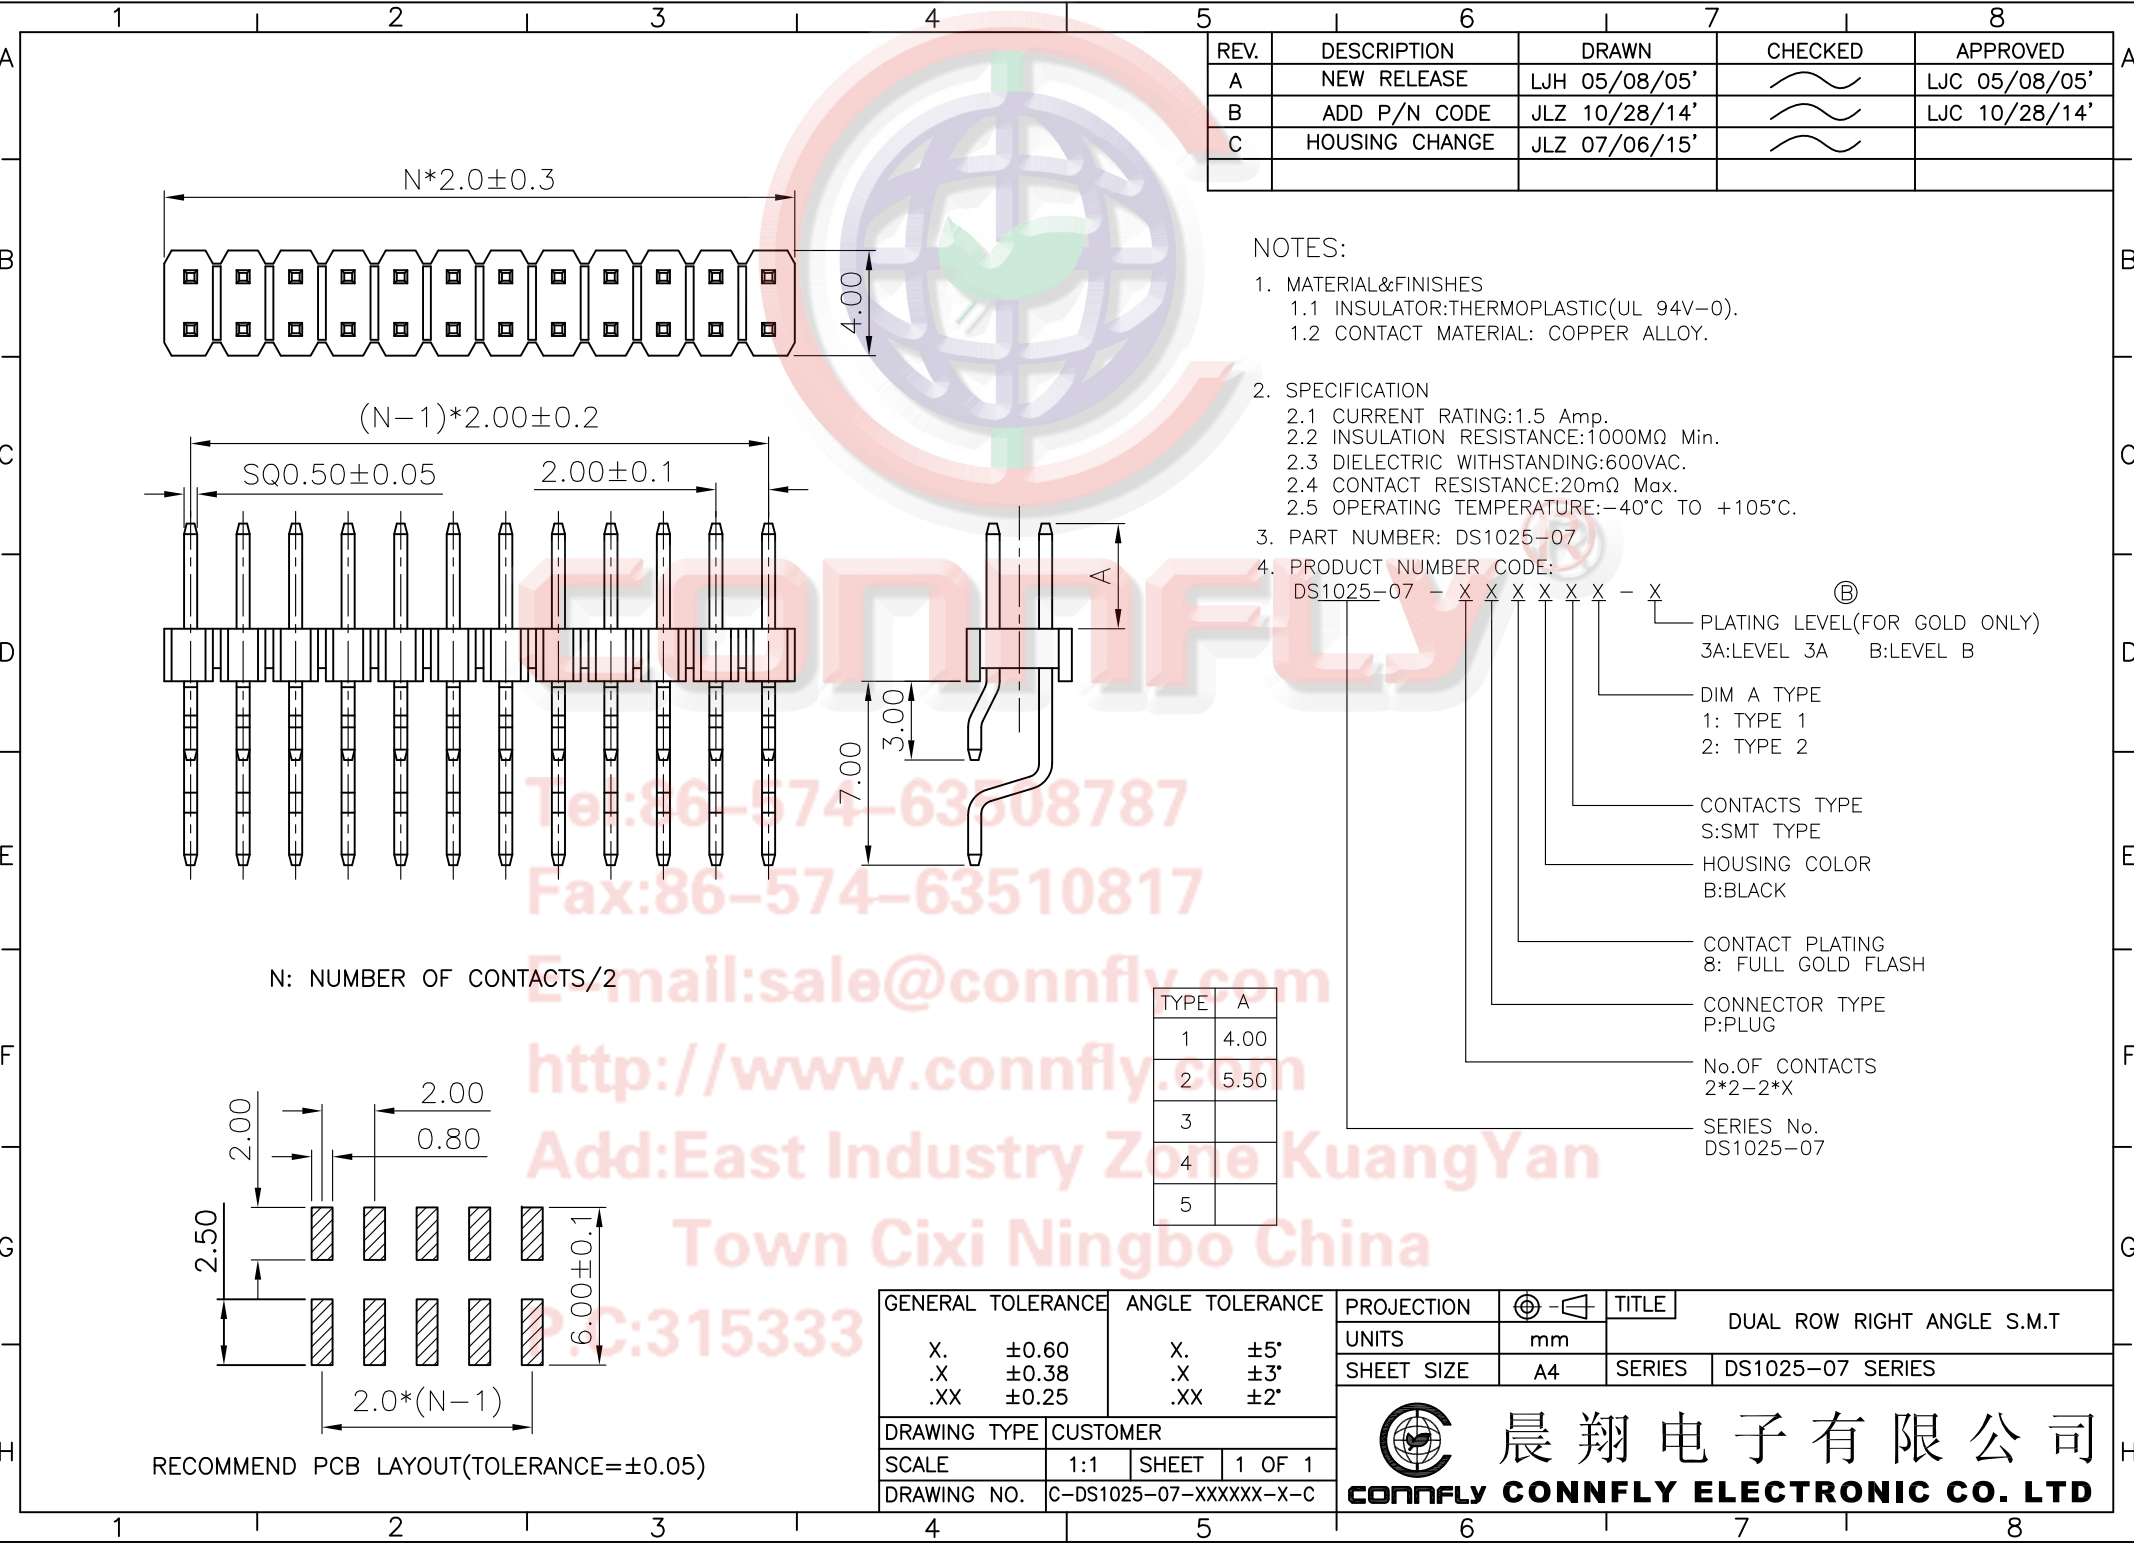 1 2 3 4 5 6 7 8
A A
B B
C C
D D
E E
F F
G G
H H
REV. DESCRIPTION DRAWN CHECKED APPROVED
A NEW RELEASE LJH 05/08/05' LJC 05/08/05'
B ADD P/N CODE JLZ 10/28/14' LJC 10/28/14'
C HOUSING CHANGE JLZ 07/06/15'
N*2.0±0.3
4.00
(N-1)*2.00±0.2
SQ0.50±0.05 2.00±0.1
A
3.00
7.00
N: NUMBER OF CONTACTS/2
NOTES:
1. MATERIAL&FINISHES
1.1 INSULATOR:THERMOPLASTIC(UL 94V-0).
1.2 CONTACT MATERIAL: COPPER ALLOY.
2. SPECIFICATION
2.1 CURRENT RATING:1.5 Amp.
2.2 INSULATION RESISTANCE:1000MΩ Min.
2.3 DIELECTRIC WITHSTANDING:600VAC.
2.4 CONTACT RESISTANCE:20mΩ Max.
2.5 OPERATING TEMPERATURE:-40°C TO +105°C.
3. PART NUMBER: DS1025-07
4. PRODUCT NUMBER CODE:
DS1025-07 - X X X X X X - X Ⓑ
PLATING LEVEL(FOR GOLD ONLY)
3A:LEVEL 3A B:LEVEL B
DIM A TYPE
1: TYPE 1
2: TYPE 2
CONTACTS TYPE
S:SMT TYPE
HOUSING COLOR
B:BLACK
CONTACT PLATING
8: FULL GOLD FLASH
CONNECTOR TYPE
P:PLUG
No.OF CONTACTS
2*2-2*X
SERIES No.
DS1025-07
CONNFLY ®
Tel:86-574-63508787
Fax:86-574-63510817
E-mail:sale@connfly.com
http://www.connfly.com
Add:East Industry Zone KuangYan
Town Cixi Ningbo China
P.C:315333
TYPE A
1 4.00
2 5.50
3
4
5
2.00
2.00
0.80
2.50
6.00±0.1
2.0*(N-1)
RECOMMEND PCB LAYOUT(TOLERANCE=±0.05)
GENERAL TOLERANCE ANGLE TOLERANCE
X. ±0.60 X. ±5°
.X ±0.38 .X ±3°
.XX ±0.25 .XX ±2°
DRAWING TYPE CUSTOMER
SCALE 1:1 SHEET 1 OF 1
DRAWING NO. C-DS1025-07-XXXXXX-X-C
PROJECTION TITLE DUAL ROW RIGHT ANGLE S.M.T
UNITS mm
SHEET SIZE A4 SERIES DS1025-07 SERIES
晨翔电子有限公司
CONNFLY CONNFLY ELECTRONIC CO. LTD
1 2 3 4 5 6 7 8